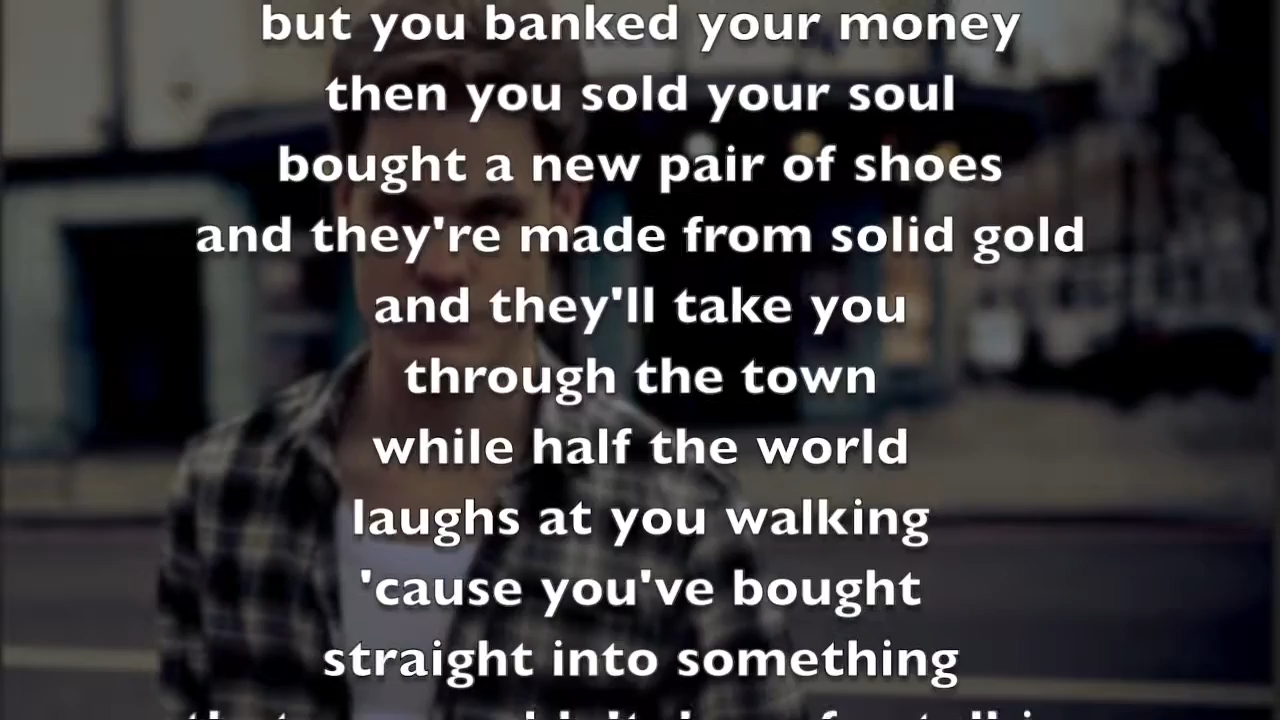 but you banked your money
then you sold your soul
bought a new pair of shoes
and they're made from solid gold
and they'll take you
through the town
while half the world
laughs at you walking
'cause you've bought
straight into something